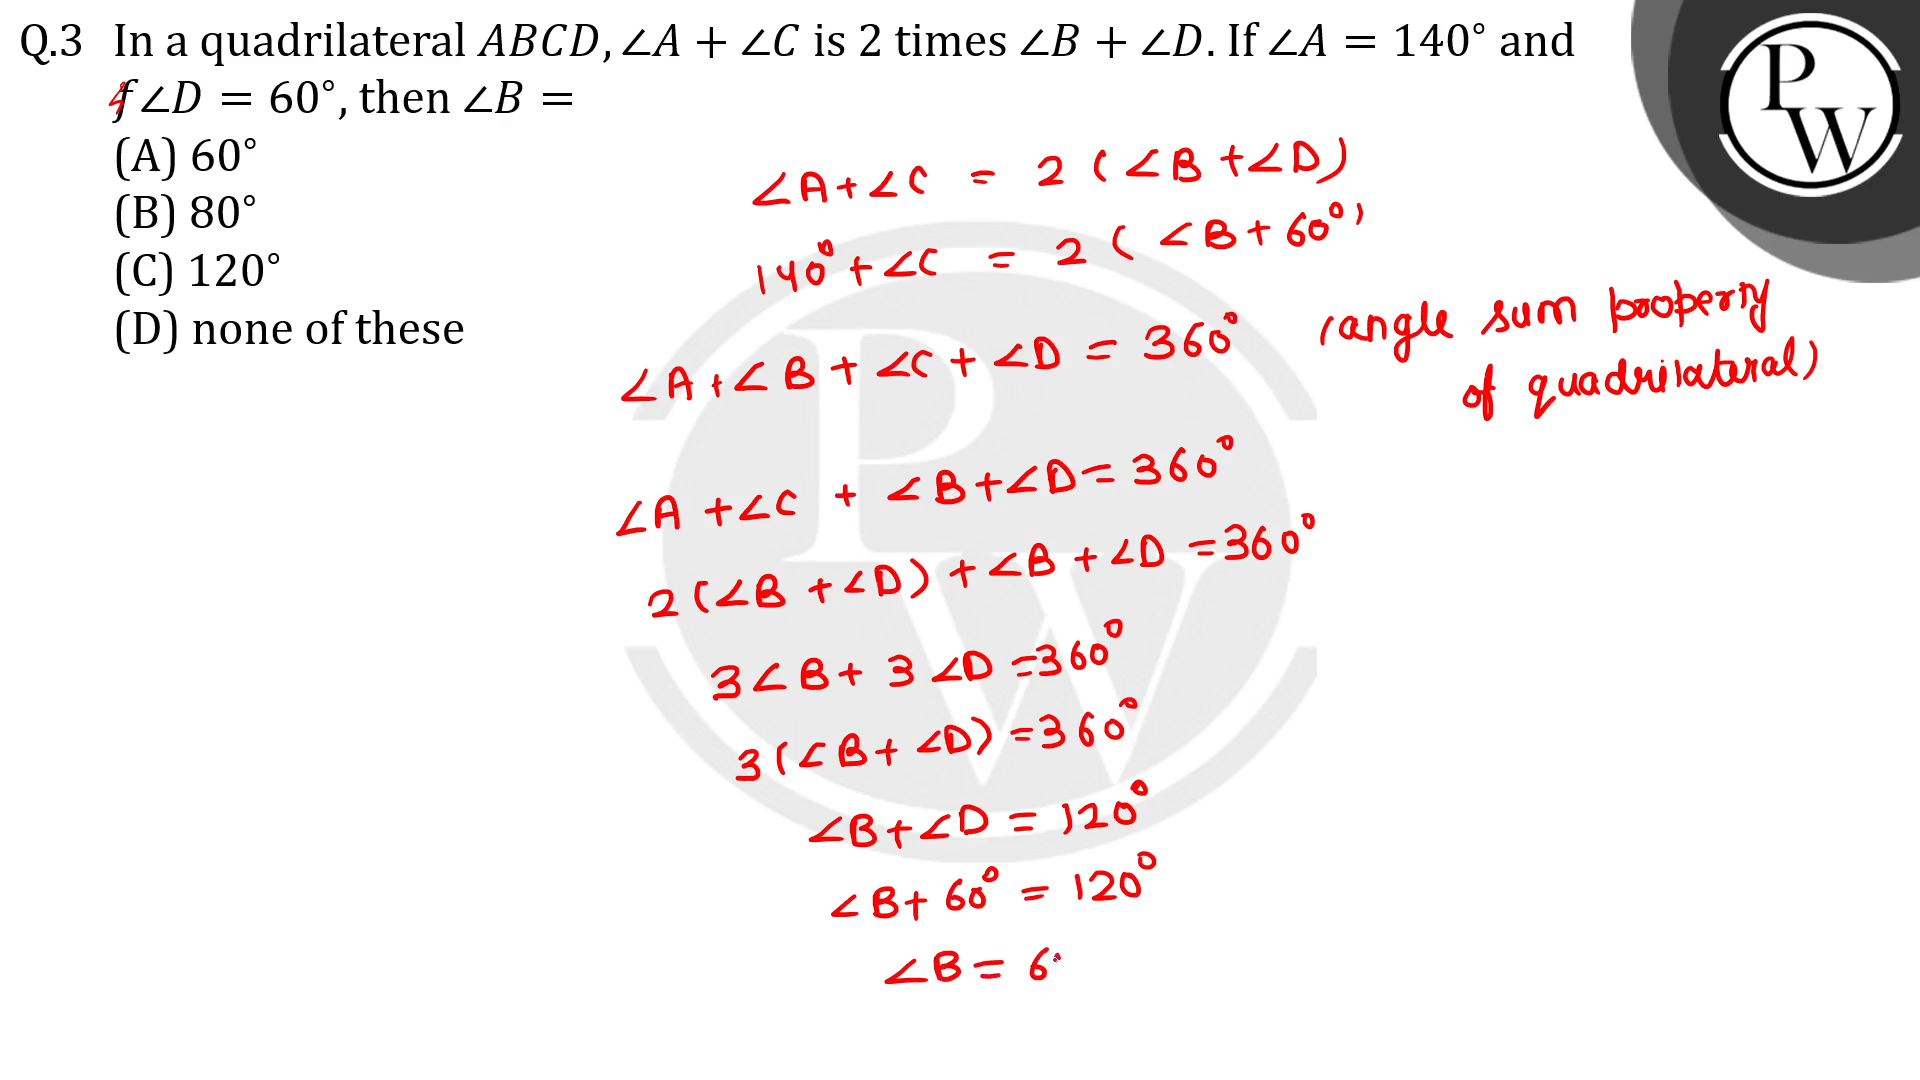 Q.3 In a quadrilateral ABCD, ∠A + ∠C is 2 times ∠B + ∠D. If ∠A = 140° and
∠D = 60°, then ∠B =
(A) 60°
(B) 80°
(C) 120°
(D) none of these
∠A + ∠C = 2 (∠B + ∠D)
140° + ∠C = 2 (∠B + 60°)
∠A + ∠B + ∠C + ∠D = 360° (angle sum property
of quadrilateral)
∠A + ∠C + ∠B + ∠D = 360°
2 (∠B + ∠D) + ∠B + ∠D = 360°
3∠B + 3∠D = 360°
3(∠B + ∠D) = 360°
∠B + ∠D = 120°
∠B + 60° = 120°
∠B = 6
PW
PW